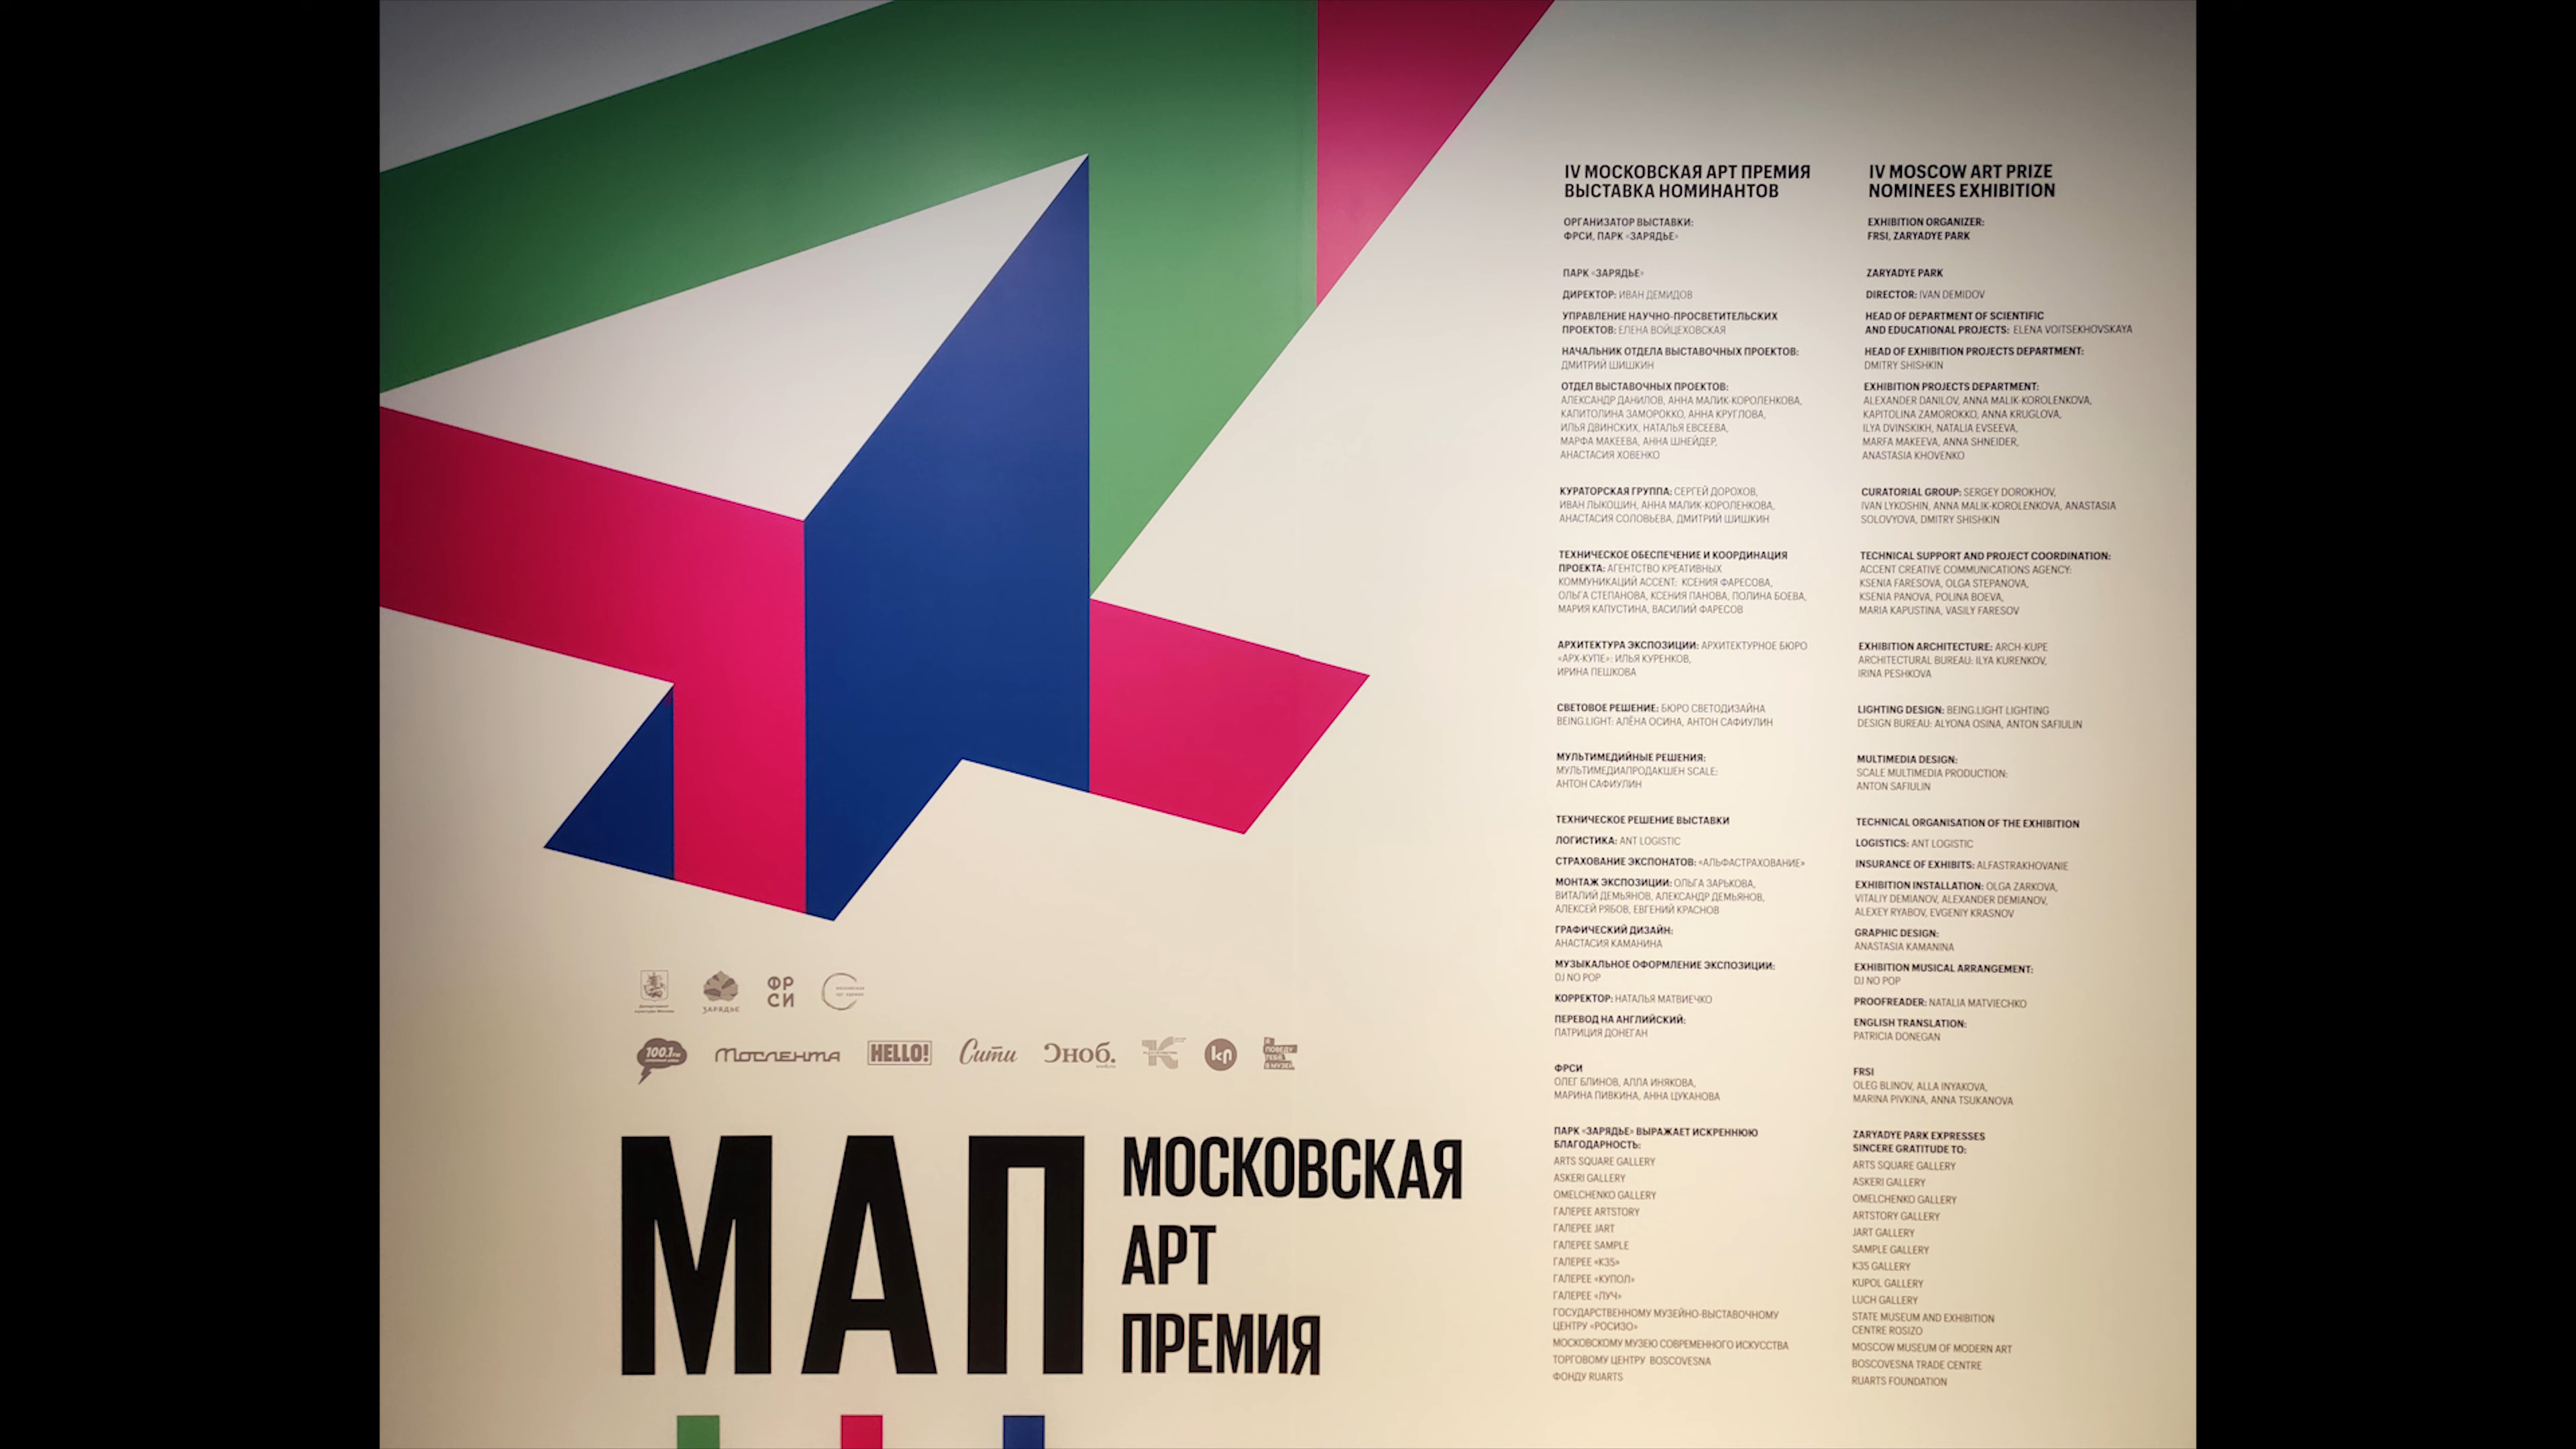 IV МОСКОВСКАЯ АРТ ПРЕМИЯ
ВЫСТАВКА НОМИНАНТОВ
ОРГАНИЗАТОР ВЫСТАВКИ:
ФРСИ, ПАРК «ЗАРЯДЬЕ»
ПАРК «ЗАРЯДЬЕ»
ДИРЕКТОР: ИВАН ДЕМИДОВ
УПРАВЛЕНИЕ НАУЧНО-ПРОСВЕТИТЕЛЬСКИХ
ПРОЕКТОВ: ЕЛЕНА ВОЙЦЕХОВСКАЯ
НАЧАЛЬНИК ОТДЕЛА ВЫСТАВОЧНЫХ ПРОЕКТОВ:
ДМИТРИЙ ШИШКИН
ОТДЕЛ ВЫСТАВОЧНЫХ ПРОЕКТОВ:
АЛЕКСАНДР ДАНИЛОВ, АННА МАЛИК-КОРОЛЕНКОВА,
КАПИТОЛИНА ЗАМОРОККО, АННА КРУГЛОВА,
ИЛЬЯ ДВИНСКИХ, НАТАЛЬЯ ЕВСЕЕВА,
МАРФА МАКЕЕВА, АННА ШНЕЙДЕР,
АНАСТАСИЯ ХОВЕНКО
КУРАТОРСКАЯ ГРУППА: СЕРГЕЙ ДОРОХОВ,
ИВАН ЛЫКОШИН, АННА МАЛИК-КОРОЛЕНКОВА,
АНАСТАСИЯ СОЛОВЬЕВА, ДМИТРИЙ ШИШКИН
ТЕХНИЧЕСКОЕ ОБЕСПЕЧЕНИЕ И КООРДИНАЦИЯ
ПРОЕКТА: АГЕНТСТВО КРЕАТИВНЫХ
КОММУНИКАЦИЙ ACCENT: КСЕНИЯ ФАРЕСОВА,
ОЛЬГА СТЕПАНОВА, КСЕНИЯ ПАНОВА, ПОЛИНА БОЕВА,
МАРИЯ КАПУСТИНА, ВАСИЛИЙ ФАРЕСОВ
АРХИТЕКТУРА ЭКСПОЗИЦИИ: АРХИТЕКТУРНОЕ БЮРО
«АРХ-КУПЕ»: ИЛЬЯ КУРЕНКОВ,
ИРИНА ПЕШКОВА
СВЕТОВОЕ РЕШЕНИЕ: БЮРО СВЕТОДИЗАЙНА
BEING.LIGHT: АЛЁНА ОСИНА, АНТОН САФИУЛИН
МУЛЬТИМЕДИЙНЫЕ РЕШЕНИЯ:
МУЛЬТИМЕДИАПРОДАКШЕН SCALE:
АНТОН САФИУЛИН
ТЕХНИЧЕСКОЕ РЕШЕНИЕ ВЫСТАВКИ
ЛОГИСТИКА: ANT LOGISTIC
СТРАХОВАНИЕ ЭКСПОНАТОВ: «АЛЬФАСТРАХОВАНИЕ»
МОНТАЖ ЭКСПОЗИЦИИ: ОЛЬГА ЗАРЬКОВА,
ВИТАЛИЙ ДЕМЬЯНОВ, АЛЕКСАНДР ДЕМЬЯНОВ,
АЛЕКСЕЙ РЯБОВ, ЕВГЕНИЙ КРАСНОВ
ГРАФИЧЕСКИЙ ДИЗАЙН:
АНАСТАСИЯ КАМАНИНА
МУЗЫКАЛЬНОЕ ОФОРМЛЕНИЕ ЭКСПОЗИЦИИ:
DJ NO POP
КОРРЕКТОР: НАТАЛЬЯ МАТВИЕЧКО
ПЕРЕВОД НА АНГЛИЙСКИЙ:
ПАТРИЦИЯ ДОНЕГАН
ФРСИ
ОЛЕГ БЛИНОВ, АЛЛА ИНЯКОВА,
МАРИНА ПИВКИНА, АННА ЦУКАНОВА
ПАРК «ЗАРЯДЬЕ» ВЫРАЖАЕТ ИСКРЕННЮЮ
БЛАГОДАРНОСТЬ:
ARTS SQUARE GALLERY
ASKERI GALLERY
OMELCHENKO GALLERY
ГАЛЕРЕЕ ARTSTORY
ГАЛЕРЕЕ JART
ГАЛЕРЕЕ SAMPLE
ГАЛЕРЕЕ «К35»
ГАЛЕРЕЕ «КУПОЛ»
ГАЛЕРЕЕ «ЛУЧ»
ГОСУДАРСТВЕННОМУ МУЗЕЙНО-ВЫСТАВОЧНОМУ
ЦЕНТРУ «РОСИЗО»
МОСКОВСКОМУ МУЗЕЮ СОВРЕМЕННОГО ИСКУССТВА
ТОРГОВОМУ ЦЕНТРУ BOSCOVESNA
ФОНДУ RUARTS
IV MOSCOW ART PRIZE
NOMINEES EXHIBITION
EXHIBITION ORGANIZER:
FRSI, ZARYADYE PARK
ZARYADYE PARK
DIRECTOR: IVAN DEMIDOV
HEAD OF DEPARTMENT OF SCIENTIFIC
AND EDUCATIONAL PROJECTS: ELENA VOITSEKHOVSKAYA
HEAD OF EXHIBITION PROJECTS DEPARTMENT:
DMITRY SHISHKIN
EXHIBITION PROJECTS DEPARTMENT:
ALEXANDER DANILOV, ANNA MALIK-KOROLENKOVA,
KAPITOLINA ZAMOROKKO, ANNA KRUGLOVA,
ILYA DVINSKIKH, NATALIA EVSEEVA,
MARFA MAKEEVA, ANNA SHNEIDER,
ANASTASIA KHOVENKO
CURATORIAL GROUP: SERGEY DOROKHOV,
IVAN LYKOSHIN, ANNA MALIK-KOROLENKOVA, ANASTASIA
SOLOVYOVA, DMITRY SHISHKIN
TECHNICAL SUPPORT AND PROJECT COORDINATION:
ACCENT CREATIVE COMMUNICATIONS AGENCY:
KSENIA FARESOVA, OLGA STEPANOVA,
KSENIA PANOVA, POLINA BOEVA,
MARIA KAPUSTINA, VASILY FARESOV
EXHIBITION ARCHITECTURE: ARCH-KUPE
ARCHITECTURAL BUREAU: ILYA KURENKOV,
IRINA PESHKOVA
LIGHTING DESIGN: BEING.LIGHT LIGHTING
DESIGN BUREAU: ALYONA OSINA, ANTON SAFIULIN
MULTIMEDIA DESIGN:
SCALE MULTIMEDIA PRODUCTION:
ANTON SAFIULIN
TECHNICAL ORGANISATION OF THE EXHIBITION
LOGISTICS: ANT LOGISTIC
INSURANCE OF EXHIBITS: ALFASTRAKHOVANIE
EXHIBITION INSTALLATION: OLGA ZARKOVA,
VITALIY DEMIANOV, ALEXANDER DEMIANOV,
ALEXEY RYABOV, EVGENIY KRASNOV
GRAPHIC DESIGN:
ANASTASIA KAMANINA
EXHIBITION MUSICAL ARRANGEMENT:
DJ NO POP
PROOFREADER: NATALIA MATVIECHKO
ENGLISH TRANSLATION:
PATRICIA DONEGAN
FRSI
OLEG BLINOV, ALLA INYAKOVA,
MARINA PIVKINA, ANNA TSUKANOVA
ZARYADYE PARK EXPRESSES
SINCERE GRATITUDE TO:
ARTS SQUARE GALLERY
ASKERI GALLERY
OMELCHENKO GALLERY
ARTSTORY GALLERY
JART GALLERY
SAMPLE GALLERY
K35 GALLERY
KUPOL GALLERY
LUCH GALLERY
STATE MUSEUM AND EXHIBITION
CENTRE ROSIZO
MOSCOW MUSEUM OF MODERN ART
BOSCOVESNA TRADE CENTRE
RUARTS FOUNDATION
ЗАРЯДЬЕ
ФР
СИ
МОСКОВСКАЯ
АРТ ПРЕМИЯ
100.1FM
МОСЛЕНТА
HELLO!
Сити
Сноб.
кп
Я
ПОВЕДУ
ТЕБЯ
В МУЗЕЙ
МАП
МОСКОВСКАЯ
АРТ
ПРЕМИЯ